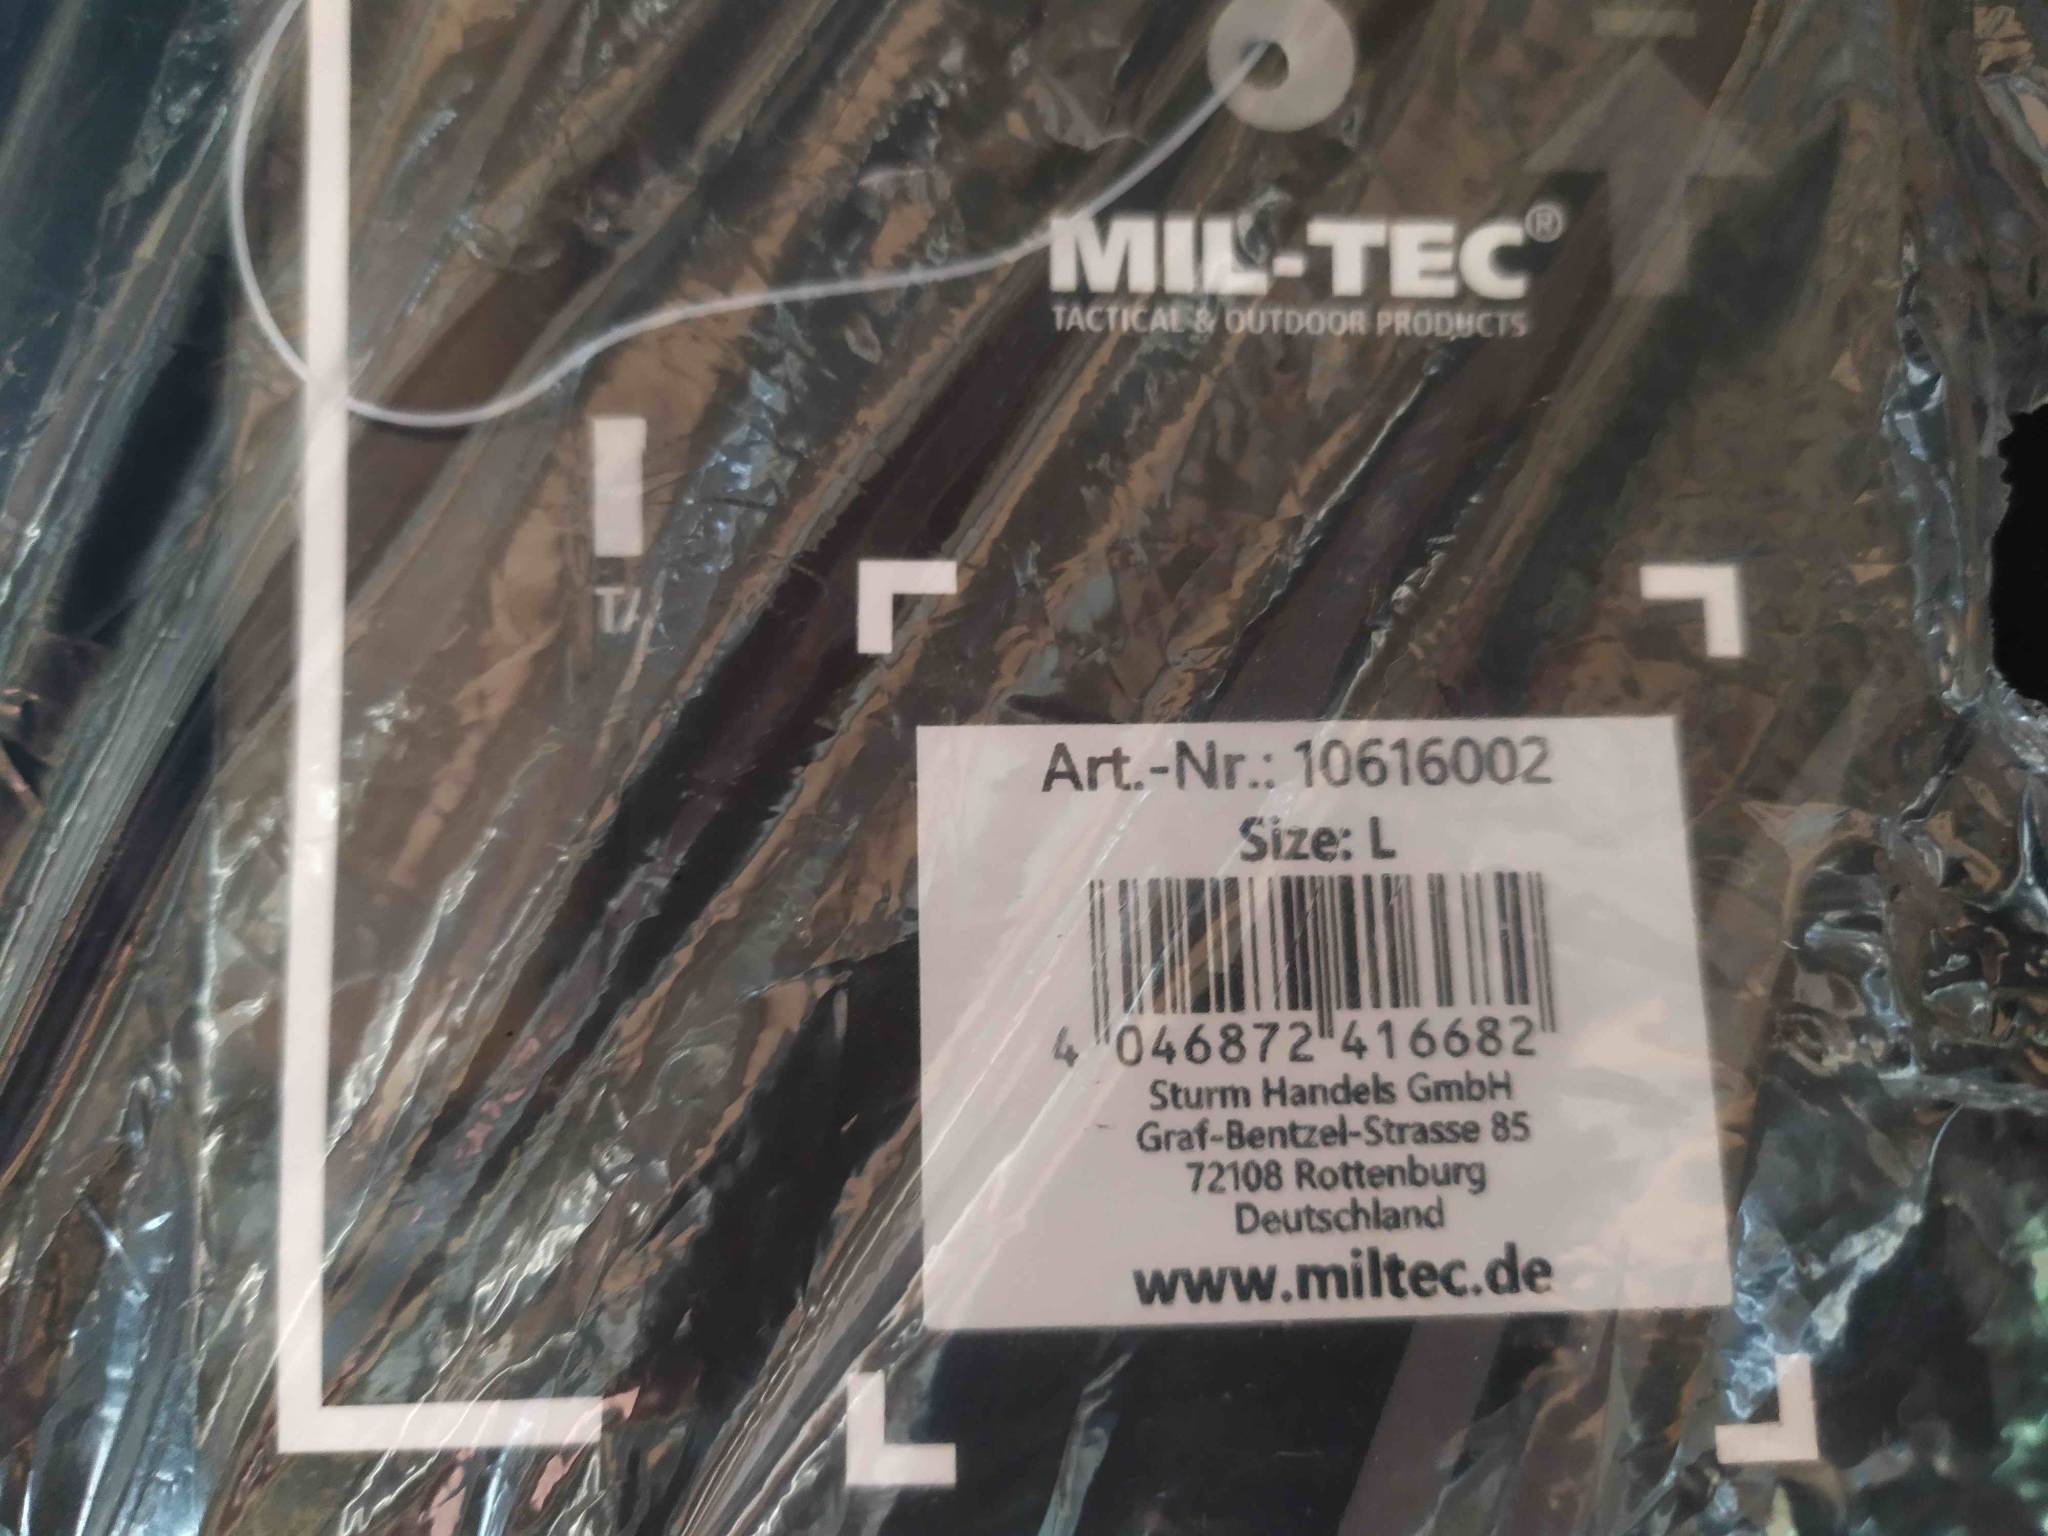 MIL-TEC®
TACTICAL & OUTDOOR PRODUCTS
TA
Art.-Nr.: 10616002
Size: L
4 046872 416682
Sturm Handels GmbH
Graf-Bentzel-Strasse 85
72108 Rottenburg
Deutschland
www.miltec.de